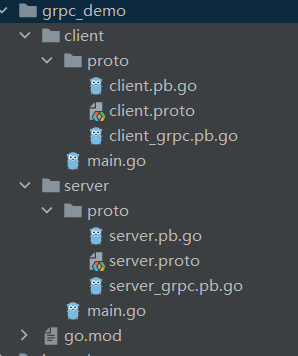 grpc_demo
client
proto
client.pb.go
client.proto
client_grpc.pb.go
main.go
server
proto
server.pb.go
server.proto
server_grpc.pb.go
main.go
go.mod